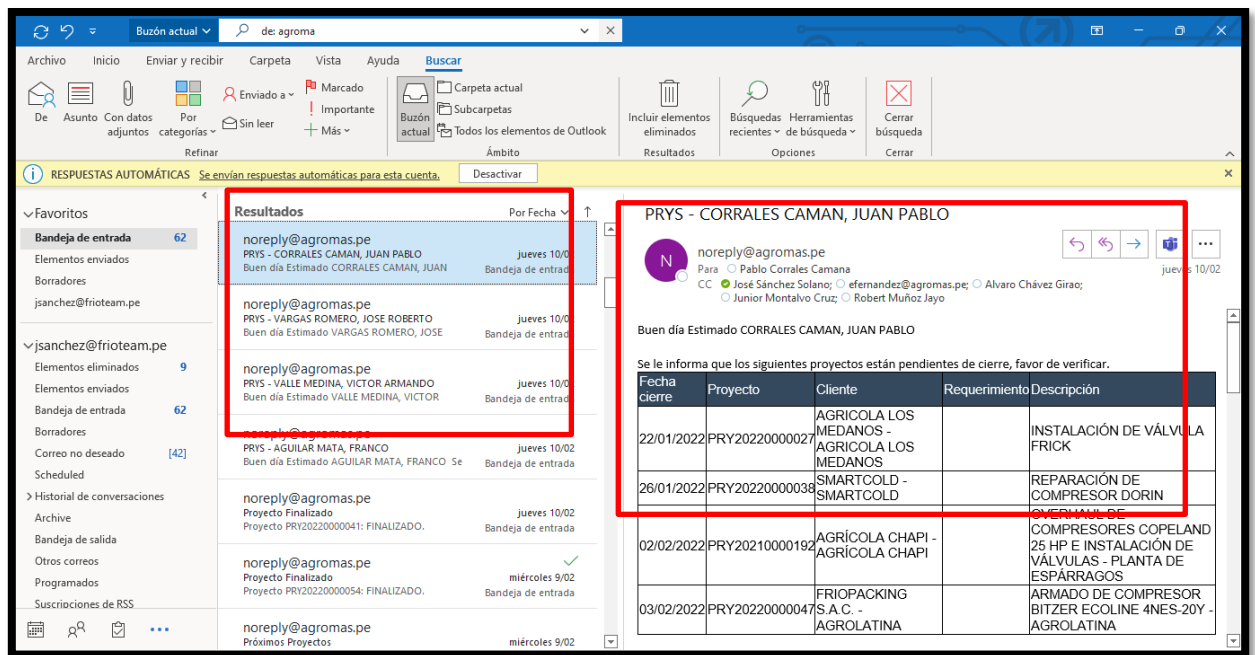 Buzón actual
de: agroma
Archivo Inicio Enviar y recibir Carpeta Vista Ayuda Buscar
De
Asunto
Con datos adjuntos
Por categorías
Enviado a
Sin leer
Marcado
Importante
Más
Refinar
Buzón actual
Carpeta actual
Subcarpetas
Todos los elementos de Outlook
Ámbito
Incluir elementos eliminados
Resultados
Búsquedas recientes
Herramientas de búsqueda
Opciones
Cerrar búsqueda
Cerrar
RESPUESTAS AUTOMÁTICAS Se envían respuestas automáticas para esta cuenta. Desactivar
Favoritos
Bandeja de entrada 62
Elementos enviados
Borradores
jsanchez@frioteam.pe
jsanchez@frioteam.pe
Elementos eliminados 9
Elementos enviados
Bandeja de entrada 62
Borradores
Correo no deseado [42]
Scheduled
Historial de conversaciones
Archive
Bandeja de salida
Otros correos
Programados
Suscripciones de RSS
Resultados Por Fecha
noreply@agromas.pe
PRYS - CORRALES CAMAN, JUAN PABLO jueves 10/02
Buen día Estimado CORRALES CAMAN, JUAN Bandeja de entrada
noreply@agromas.pe
PRYS - VARGAS ROMERO, JOSE ROBERTO jueves 10/02
Buen día Estimado VARGAS ROMERO, JOSE Bandeja de entrada
noreply@agromas.pe
PRYS - VALLE MEDINA, VICTOR ARMANDO jueves 10/02
Buen día Estimado VALLE MEDINA, VICTOR Bandeja de entrada
noreply@agromas.pe
PRYS - AGUILAR MATA, FRANCO jueves 10/02
Buen día Estimado AGUILAR MATA, FRANCO Se Bandeja de entrada
noreply@agromas.pe
Proyecto Finalizado jueves 10/02
Proyecto PRY20220000041: FINALIZADO. Bandeja de entrada
noreply@agromas.pe
Proyecto Finalizado miércoles 9/02
Proyecto PRY20220000054: FINALIZADO. Bandeja de entrada
noreply@agromas.pe
Próximos Proyectos miércoles 9/02
PRYS - CORRALES CAMAN, JUAN PABLO
N
noreply@agromas.pe
Para Pablo Corrales Camana
jueves 10/02
CC José Sánchez Solano; efernandez@agromas.pe; Alvaro Chávez Girao;
Junior Montalvo Cruz; Robert Muñoz Jayo
Buen día Estimado CORRALES CAMAN, JUAN PABLO
Se le informa que los siguientes proyectos están pendientes de cierre, favor de verificar.
Fecha cierre Proyecto Cliente Requerimiento Descripción
22/01/2022 PRY20220000027 AGRICOLA LOS MEDANOS - AGRICOLA LOS MEDANOS INSTALACIÓN DE VÁLVULA FRICK
26/01/2022 PRY20220000038 SMARTCOLD - SMARTCOLD REPARACIÓN DE COMPRESOR DORIN
02/02/2022 PRY20210000192 AGRÍCOLA CHAPI - AGRÍCOLA CHAPI OVERHAUL DE COMPRESORES COPELAND 25 HP E INSTALACIÓN DE VÁLVULAS - PLANTA DE ESPÁRRAGOS
03/02/2022 PRY20220000047 FRIOPACKING S.A.C. - AGROLATINA ARMADO DE COMPRESOR BITZER ECOLINE 4NES-20Y - AGROLATINA